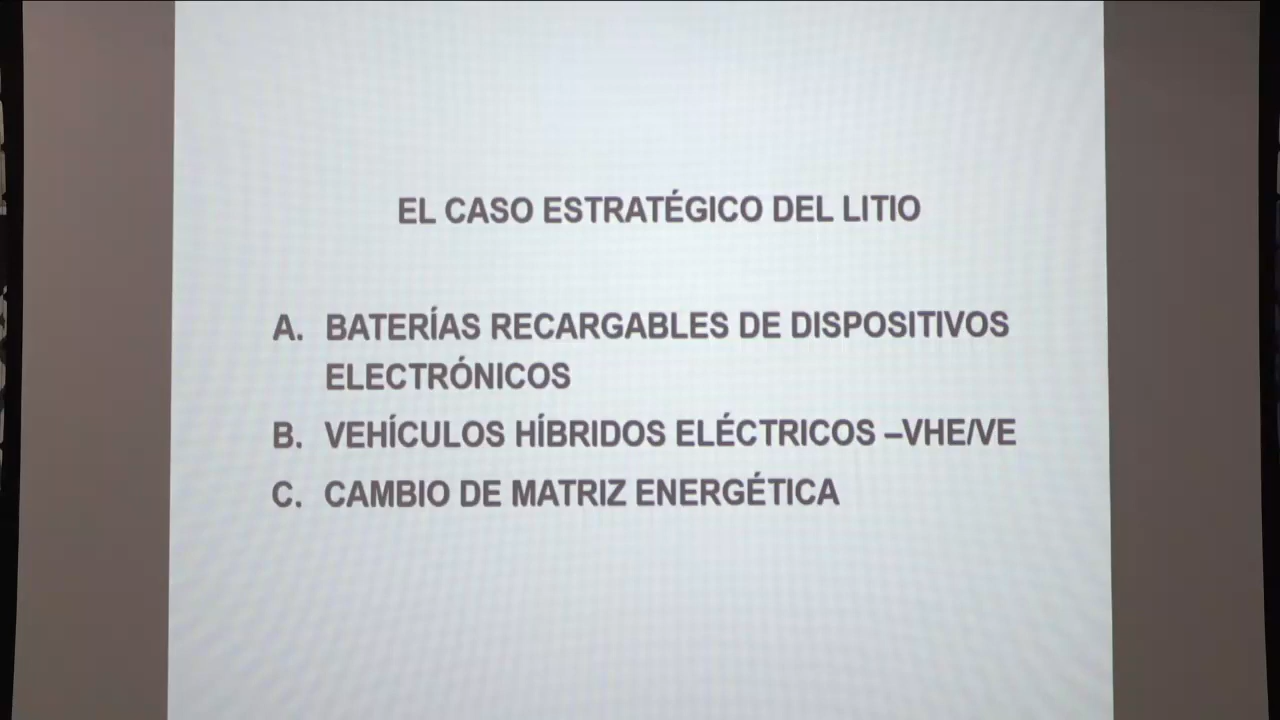 EL CASO ESTRATÉGICO DEL LITIO
A. BATERÍAS RECARGABLES DE DISPOSITIVOS
ELECTRÓNICOS
B. VEHÍCULOS HÍBRIDOS ELÉCTRICOS –VHE/VE
C. CAMBIO DE MATRIZ ENERGÉTICA